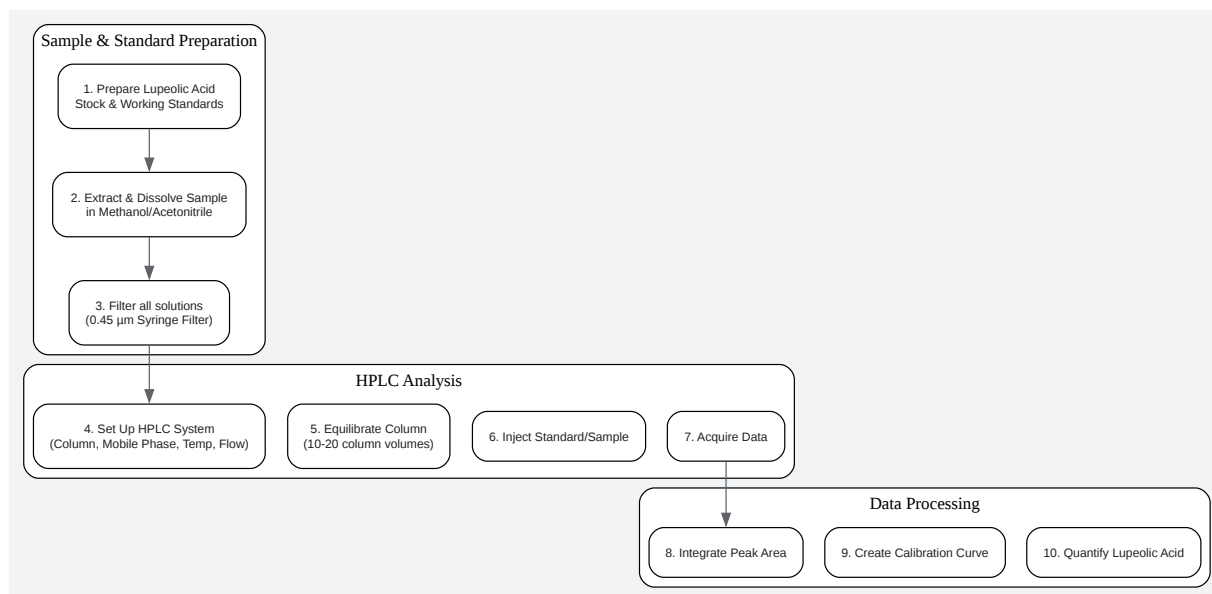 Sample & Standard Preparation
1. Prepare Lupeolic Acid
Stock & Working Standards
2. Extract & Dissolve Sample
in Methanol/Acetonitrile
3. Filter all solutions
(0.45 µm Syringe Filter)
HPLC Analysis
4. Set Up HPLC System
(Column, Mobile Phase, Temp, Flow)
5. Equilibrate Column
(10-20 column volumes)
6. Inject Standard/Sample
7. Acquire Data
Data Processing
8. Integrate Peak Area
9. Create Calibration Curve
10. Quantify Lupeolic Acid